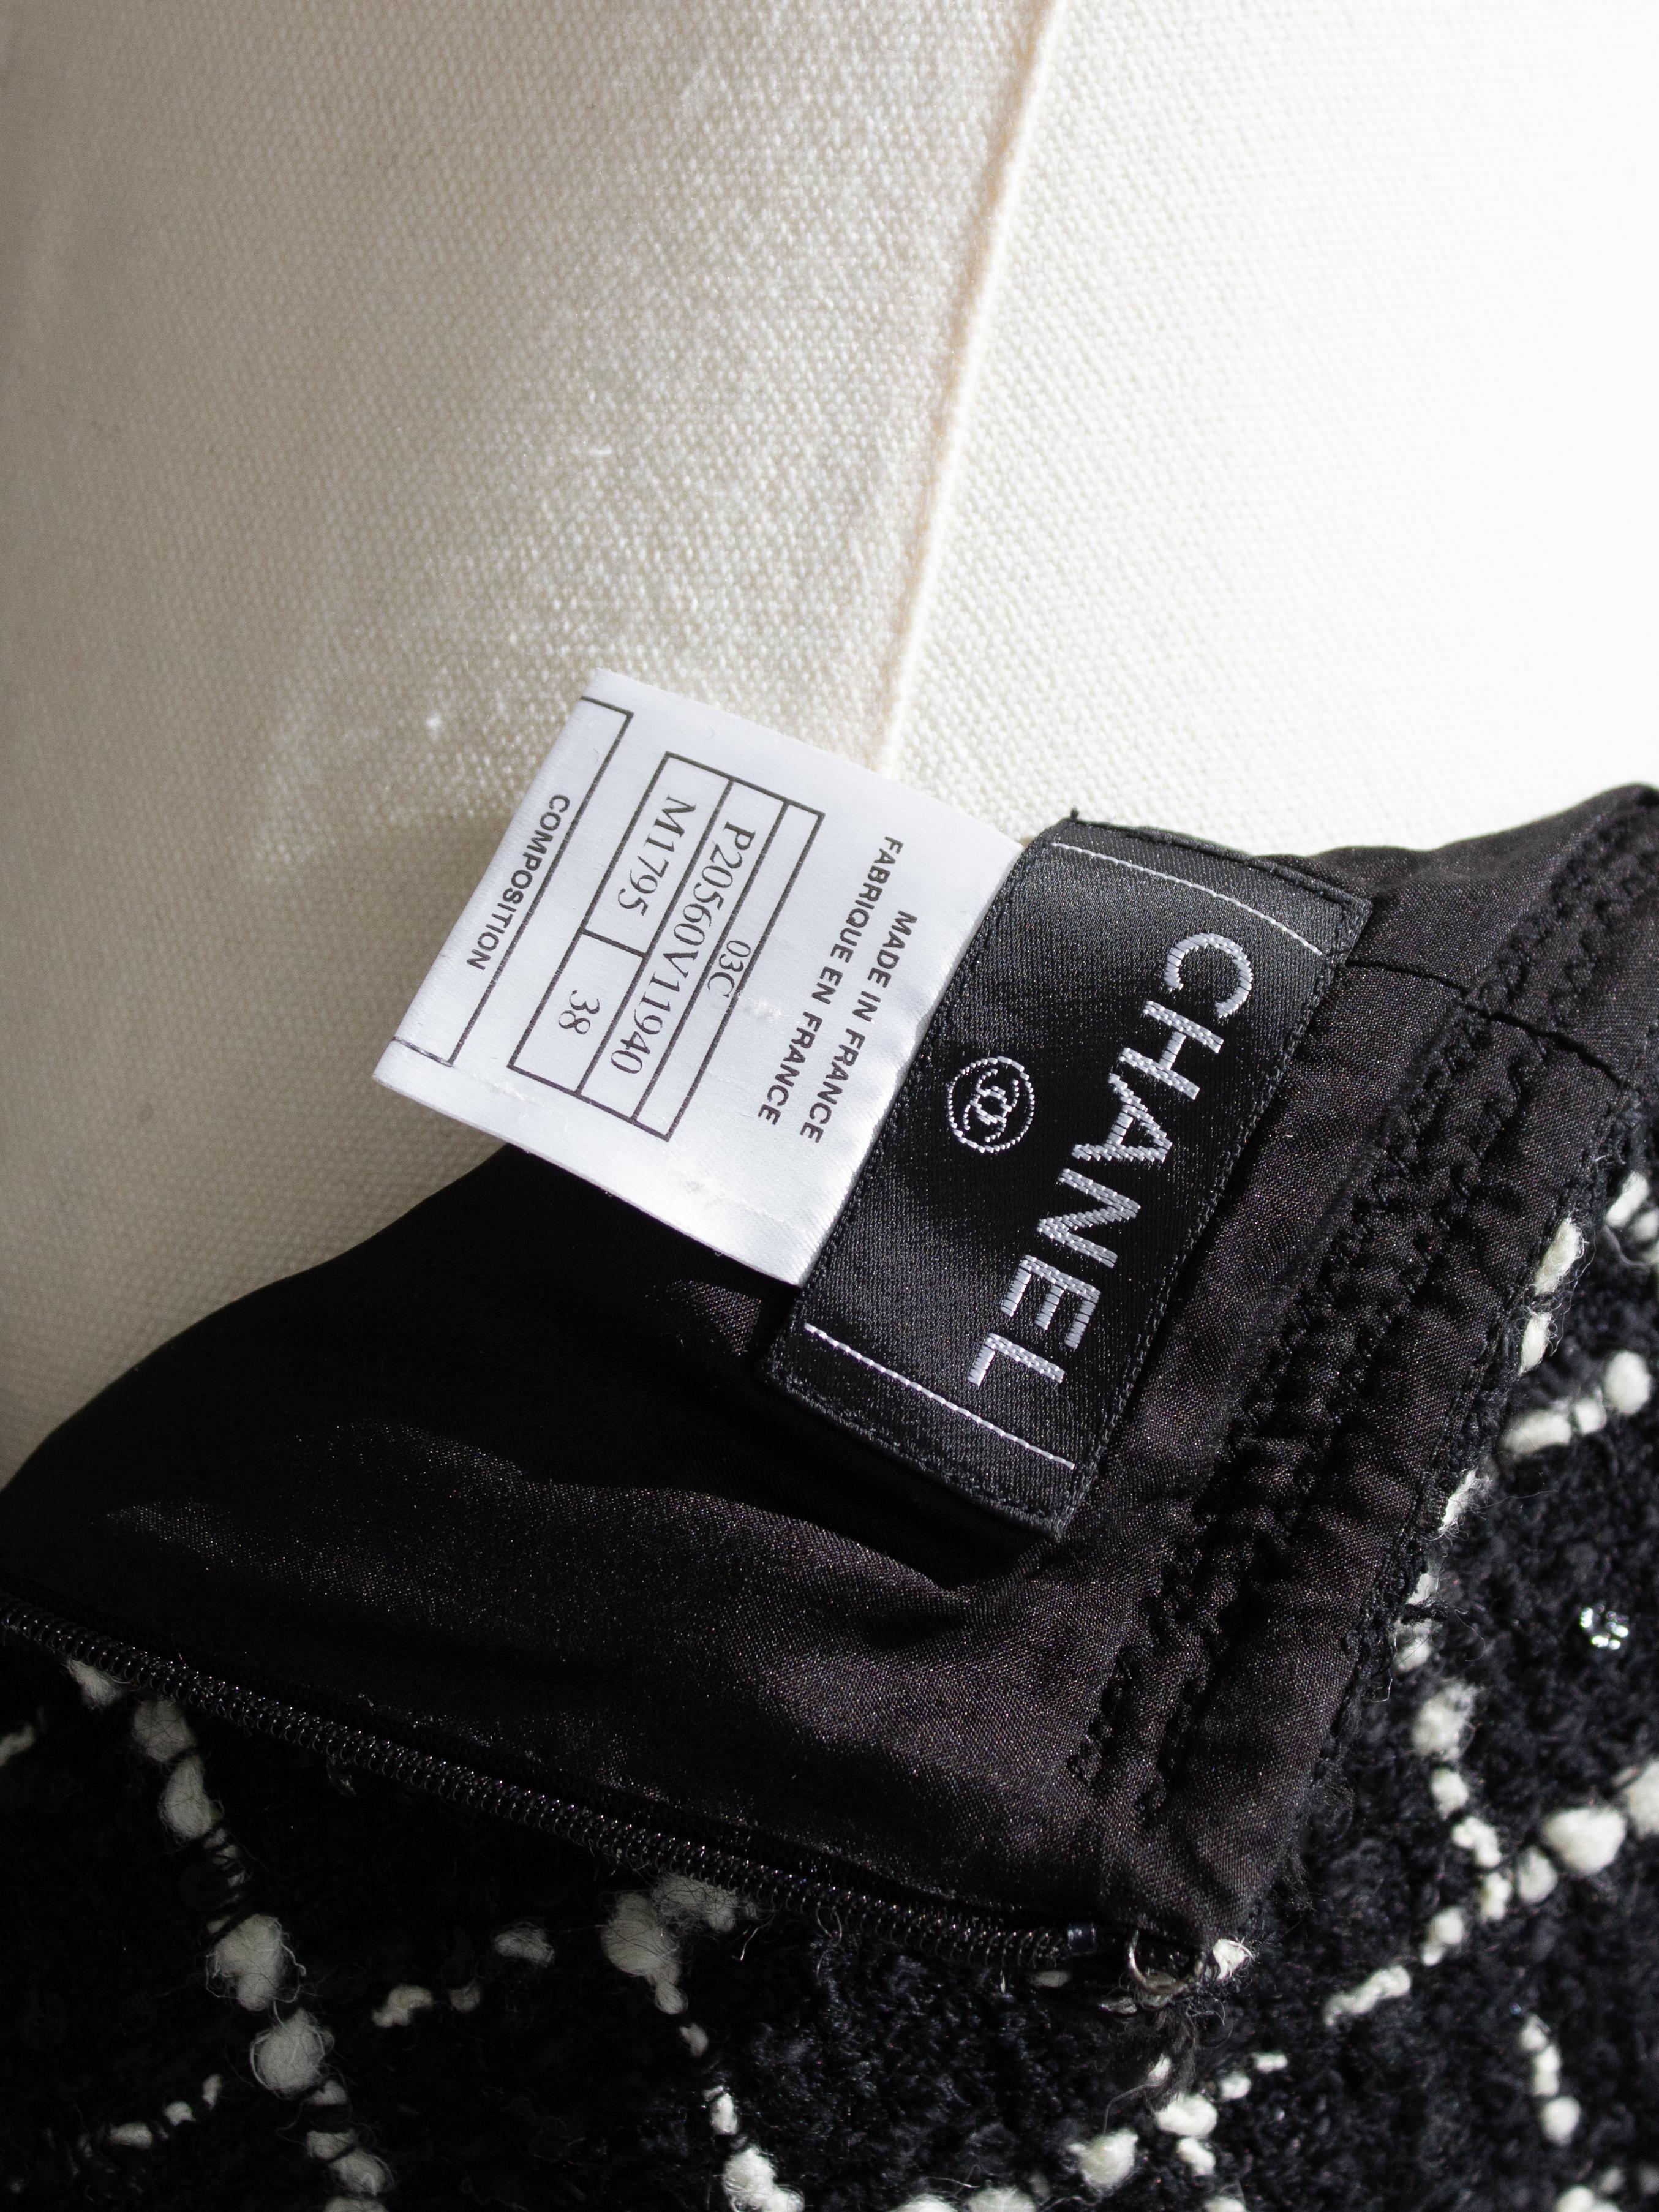 CHANEL
MADE IN FRANCE
FABRIQUE EN FRANCE
03C
P20560V11940
M1795 38
COMPOSITION